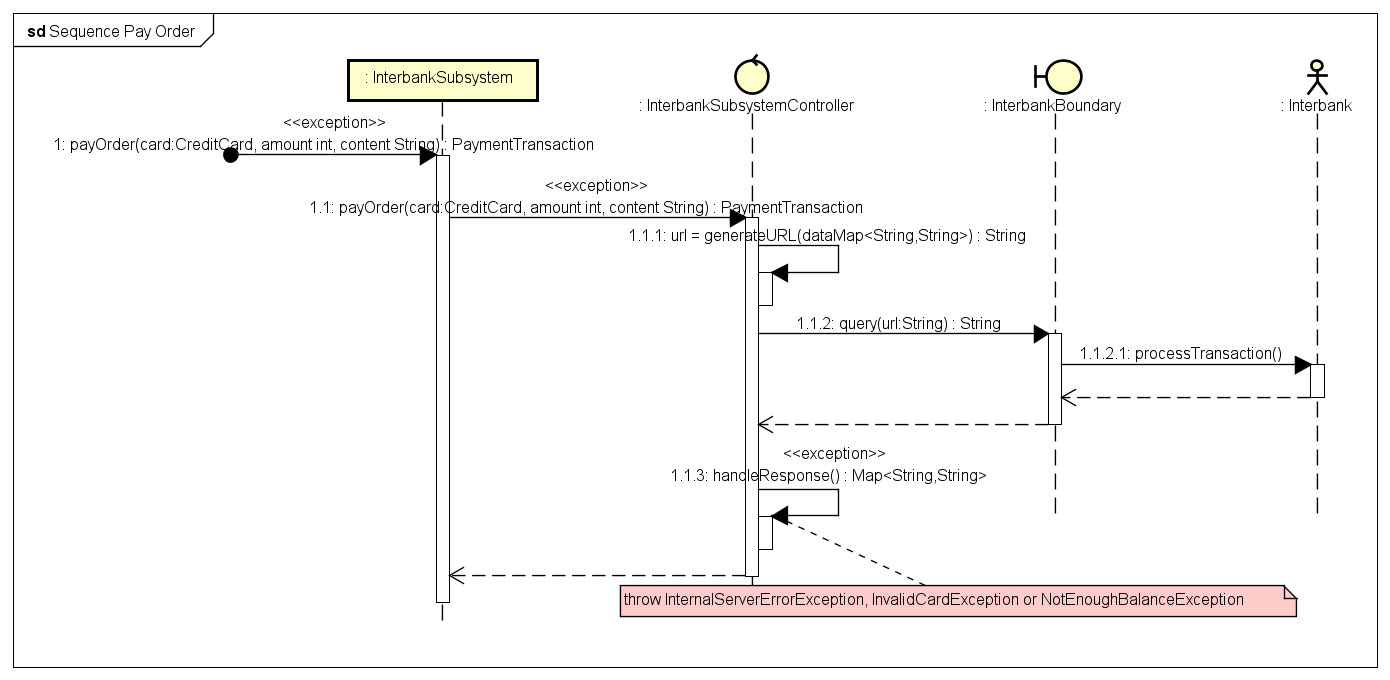 sd Sequence Pay Order
: InterbankSubsystem
: InterbankSubsystemController
: InterbankBoundary
: Interbank
<<exception>>
1: payOrder(card:CreditCard, amount int, content String) : PaymentTransaction
<<exception>>
1.1: payOrder(card:CreditCard, amount int, content String) : PaymentTransaction
1.1.1: url = generateURL(dataMap<String,String>) : String
1.1.2: query(url:String) : String
1.1.2.1: processTransaction()
<<exception>>
1.1.3: handleResponse() : Map<String,String>
throw InternalServerErrorException, InvalidCardException or NotEnoughBalanceException